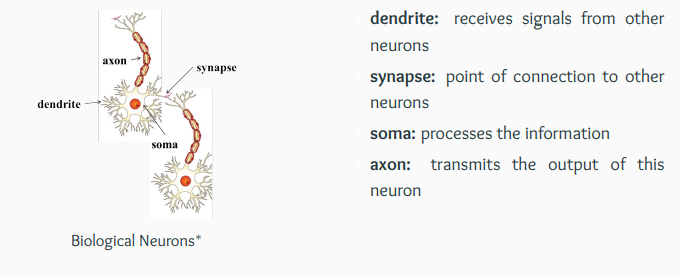 axon
synapse
dendrite
soma
Biological Neurons*
dendrite: receives signals from other
neurons
synapse: point of connection to other
neurons
soma: processes the information
axon: transmits the output of this
neuron